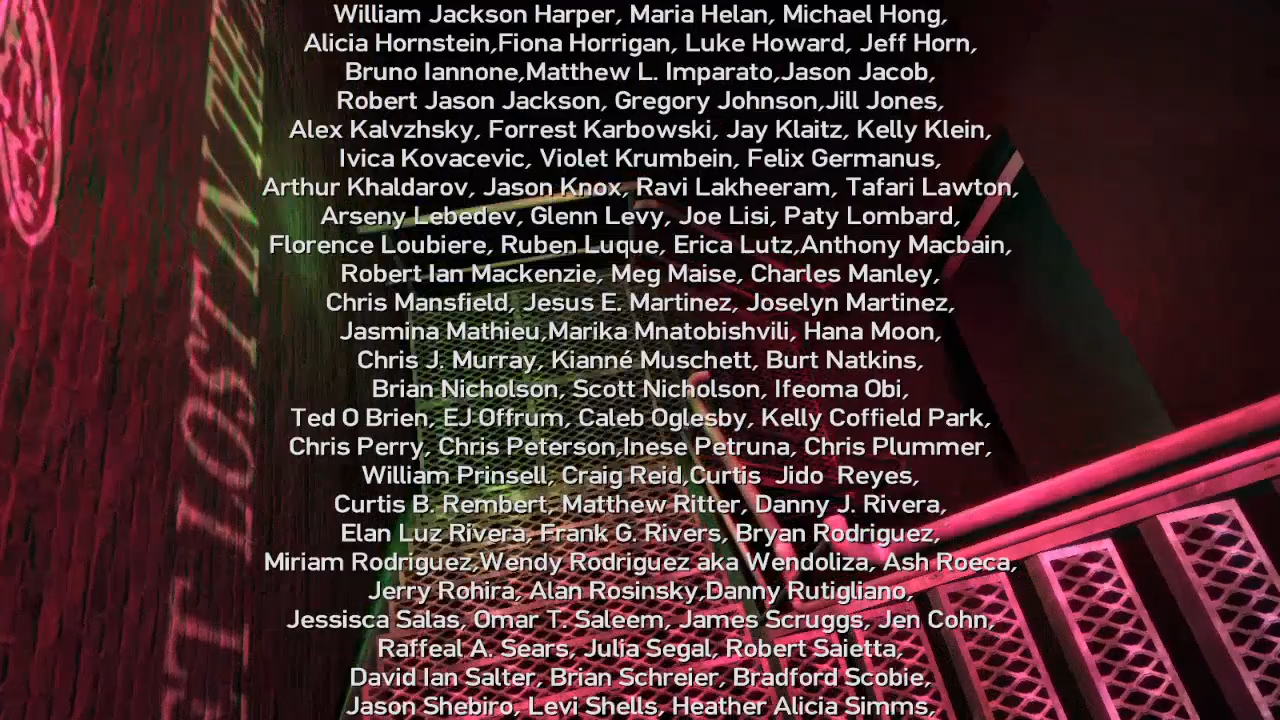 William Jackson Harper, Maria Helan, Michael Hong,
Alicia Hornstein,Fiona Horrigan, Luke Howard, Jeff Horn,
Bruno Iannone,Matthew L. Imparato,Jason Jacob,
Robert Jason Jackson, Gregory Johnson,Jill Jones,
Alex Kalvzhsky, Forrest Karbowski, Jay Klaitz, Kelly Klein,
Ivica Kovacevic, Violet Krumbein, Felix Germanus,
Arthur Khaldarov, Jason Knox, Ravi Lakheeram, Tafari Lawton,
Arseny Lebedev, Glenn Levy, Joe Lisi, Paty Lombard,
Florence Loubiere, Ruben Luque, Erica Lutz,Anthony Macbain,
Robert Ian Mackenzie, Meg Maise, Charles Manley,
Chris Mansfield, Jesus E. Martinez, Joselyn Martinez,
Jasmina Mathieu,Marika Mnatobishvili, Hana Moon,
Chris J. Murray, Kianné Muschett, Burt Natkins,
Brian Nicholson, Scott Nicholson, Ifeoma Obi,
Ted O Brien, EJ Offrum, Caleb Oglesby, Kelly Coffield Park,
Chris Perry, Chris Peterson,Inese Petruna, Chris Plummer,
William Prinsell, Craig Reid,Curtis  Jido  Reyes,
Curtis B. Rembert, Matthew Ritter, Danny J. Rivera,
Elan Luz Rivera, Frank G. Rivers, Bryan Rodriguez,
Miriam Rodriguez,Wendy Rodriguez aka Wendoliza, Ash Roeca,
Jerry Rohira, Alan Rosinsky,Danny Rutigliano,
Jessisca Salas, Omar T. Saleem, James Scruggs, Jen Cohn,
Raffeal A. Sears, Julia Segal, Robert Saietta,
David Ian Salter, Brian Schreier, Bradford Scobie,
Jason Shebiro, Levi Shells, Heather Alicia Simms,
LOST IN THE